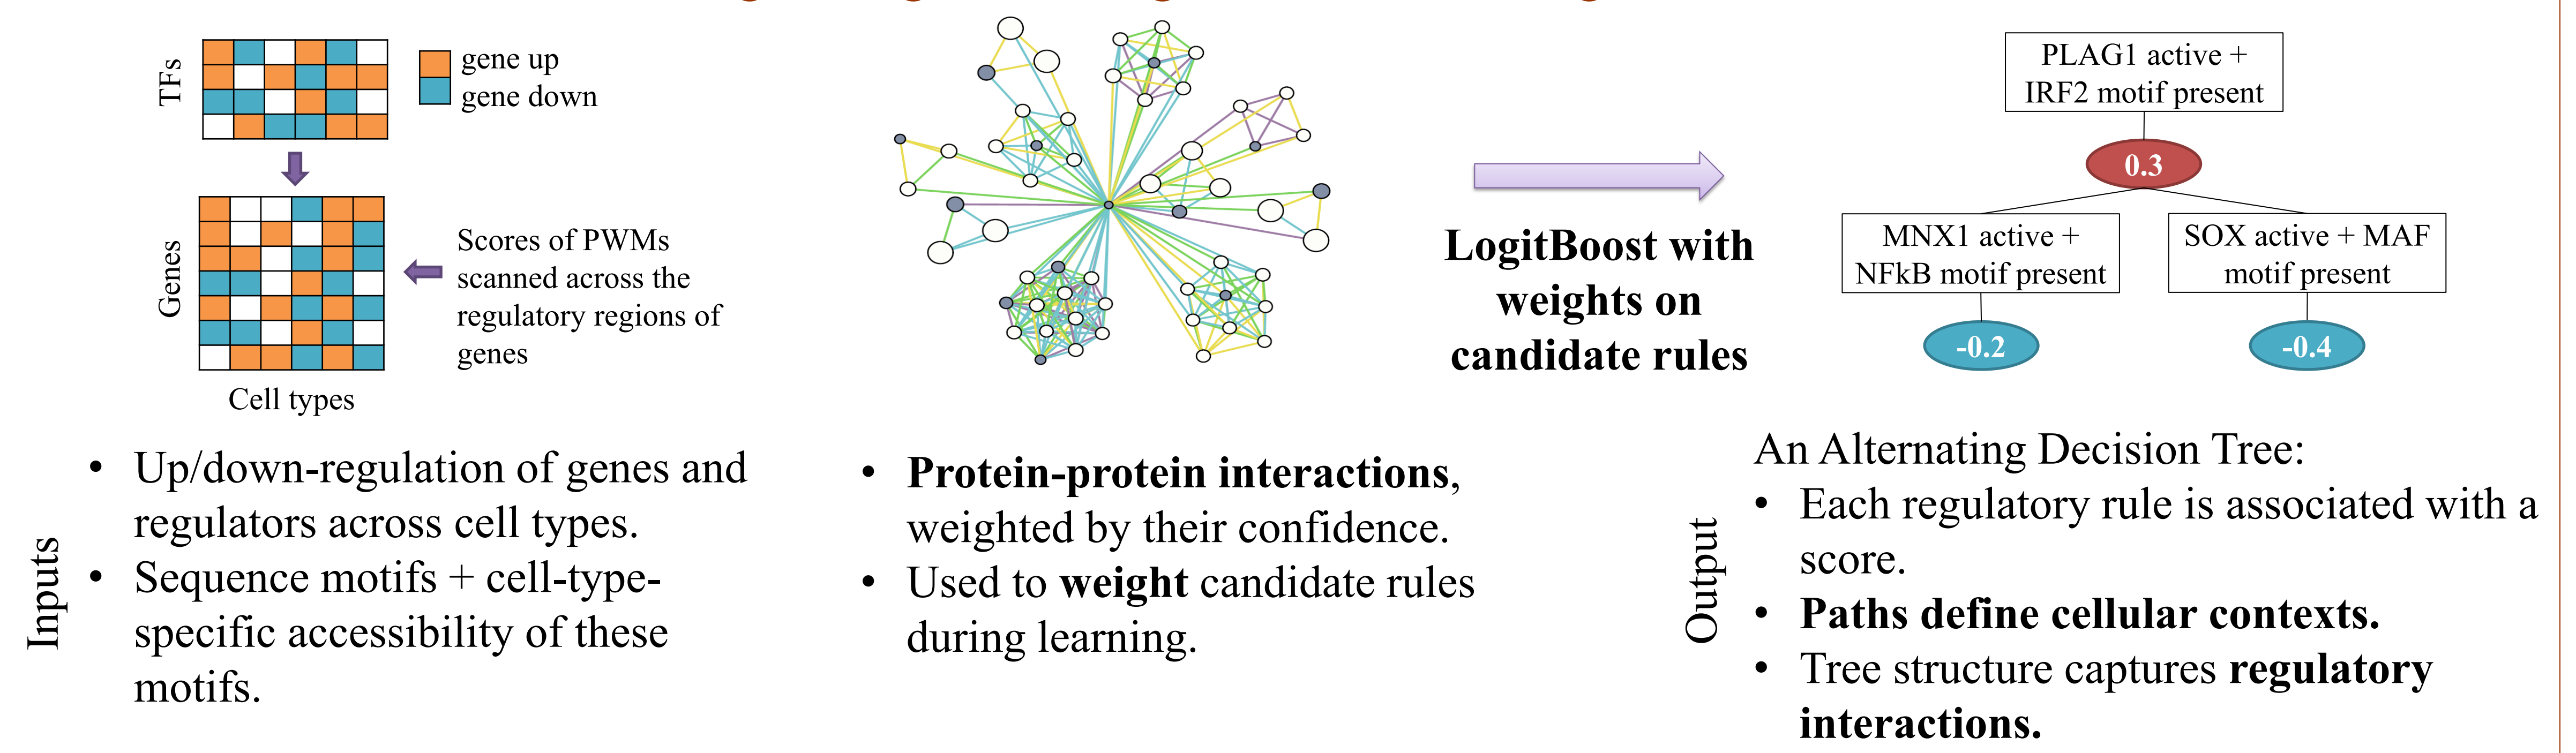 TFs
gene up
gene down
Genes
Scores of PWMs
scanned across the
regulatory regions of
genes
Cell types
Inputs
• Up/down-regulation of genes and
regulators across cell types.
• Sequence motifs + cell-type-
specific accessibility of these
motifs.
• Protein-protein interactions,
weighted by their confidence.
• Used to weight candidate rules
during learning.
LogitBoost with
weights on
candidate rules
PLAG1 active +
IRF2 motif present
0.3
MNX1 active +
NFkB motif present
SOX active + MAF
motif present
-0.2
-0.4
Output
An Alternating Decision Tree:
• Each regulatory rule is associated with a
score.
• Paths define cellular contexts.
• Tree structure captures regulatory
interactions.